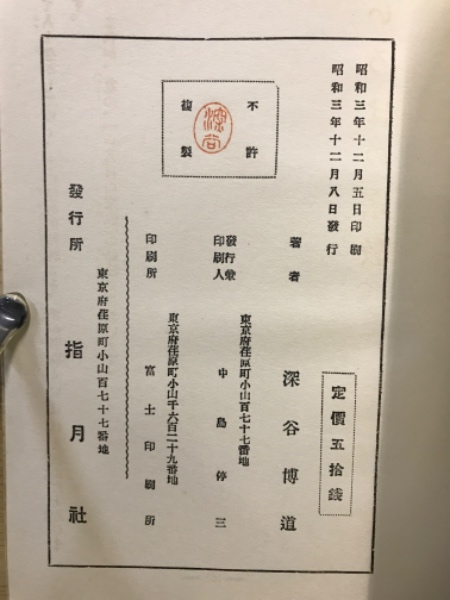 昭和三年十二月五日印刷
昭和三年十二月八日發行
定價五拾錢
不許
複製
深谷
著者 深谷博道
東京府荏原町小山百七十七番地
發行兼
印刷人 中島停三
東京府荏原町小山千六百二十九番地
印刷所 富士印刷所
東京府荏原町小山百七十七番地
發行所 指月社